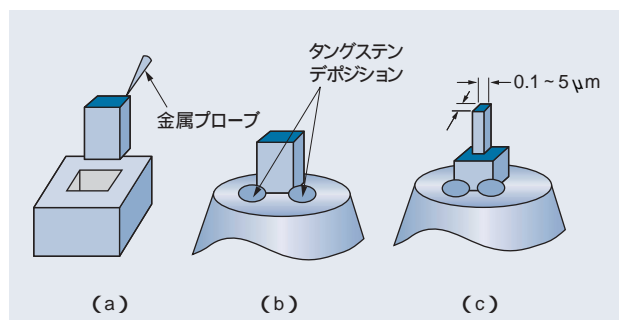 金属プローブ
タングステン
デポジション
0.1~5μm
(a)
(b)
(c)